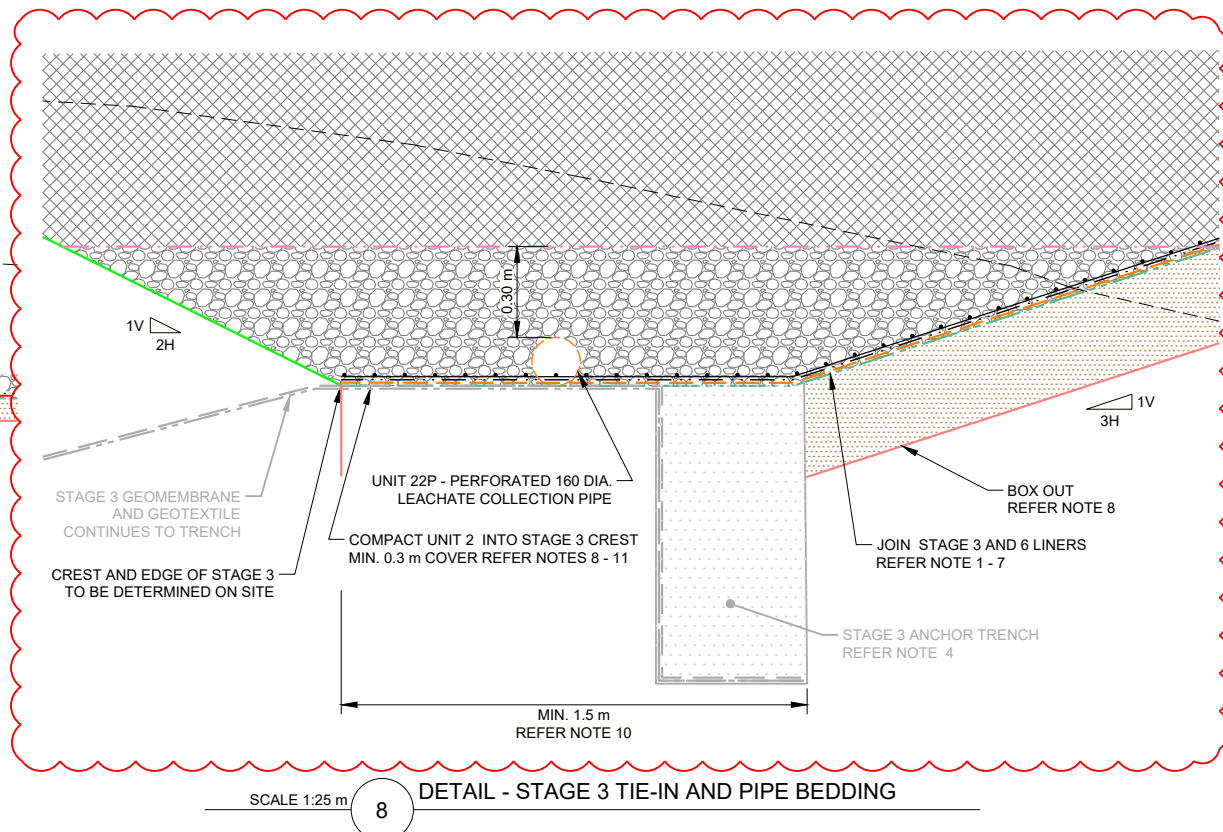 0.30 m
1V
2H
1V
3H
UNIT 22P - PERFORATED 160 DIA.
LEACHATE COLLECTION PIPE
STAGE 3 GEOMEMBRANE
AND GEOTEXTILE
CONTINUES TO TRENCH
BOX OUT
REFER NOTE 8
COMPACT UNIT 2 INTO STAGE 3 CREST
MIN. 0.3 m COVER REFER NOTES 8 - 11
JOIN STAGE 3 AND 6 LINERS
REFER NOTE 1 - 7
CREST AND EDGE OF STAGE 3
TO BE DETERMINED ON SITE
STAGE 3 ANCHOR TRENCH
REFER NOTE 4
MIN. 1.5 m
REFER NOTE 10
SCALE 1:25 m
8
DETAIL - STAGE 3 TIE-IN AND PIPE BEDDING